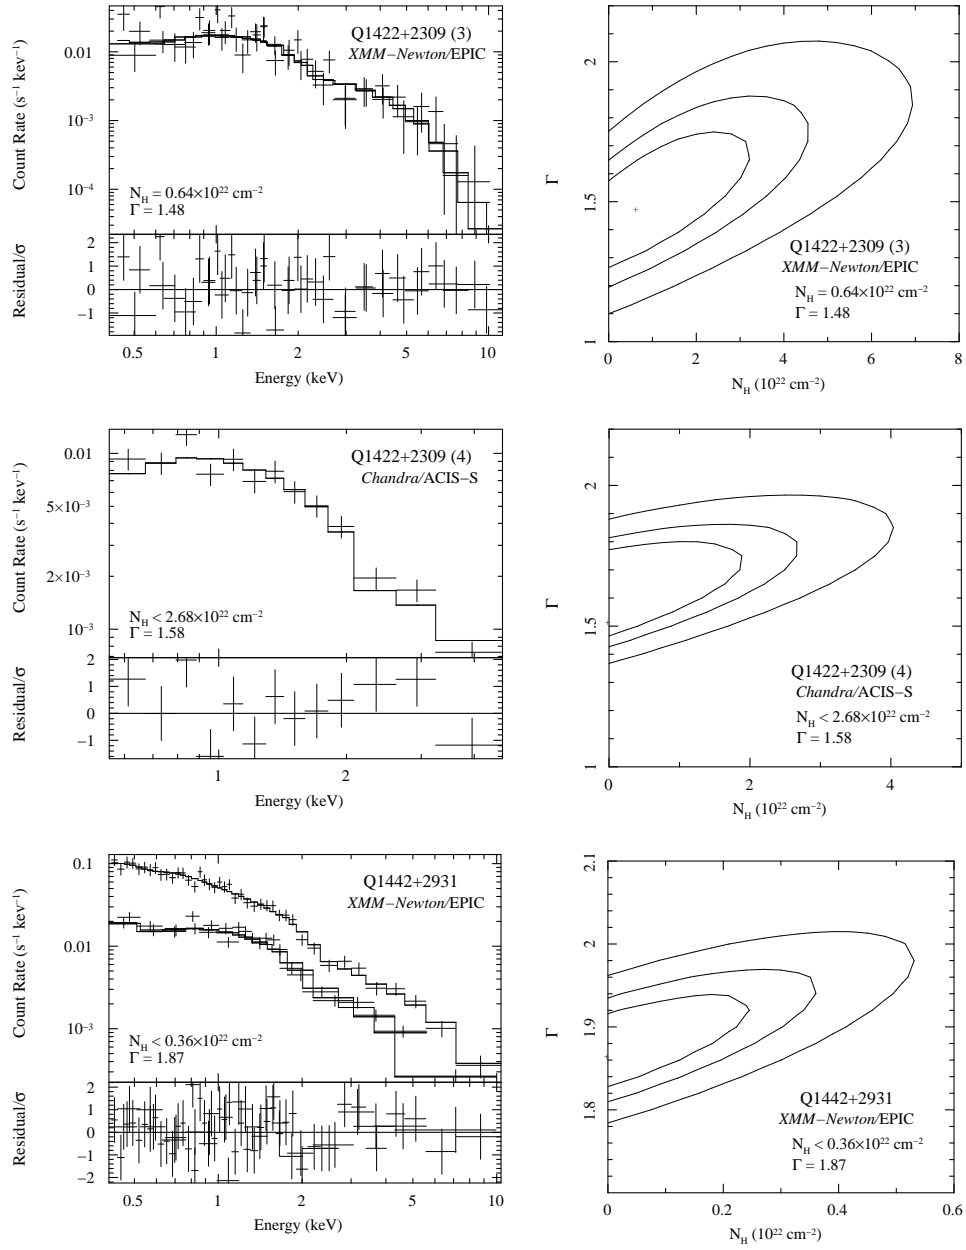 Q1422+2309 (3)
XMM−Newton/EPIC
0.01
10⁻³
10⁻⁴
Count Rate (s⁻¹ keV⁻¹)
N_H = 0.64×10²² cm⁻²
Γ = 1.48
2
1
0
−1
Residual/σ
0.5
1
2
5
10
Energy (keV)
2
1.5
1
Γ
Q1422+2309 (3)
XMM−Newton/EPIC
N_H = 0.64×10²² cm⁻²
Γ = 1.48
0
2
4
6
8
N_H (10²² cm⁻²)
Q1422+2309 (4)
Chandra/ACIS−S
0.01
5×10⁻³
2×10⁻³
10⁻³
Count Rate (s⁻¹ keV⁻¹)
N_H < 2.68×10²² cm⁻²
Γ = 1.58
2
1
0
−1
Residual/σ
1
2
Energy (keV)
2
1.5
1
Γ
Q1422+2309 (4)
Chandra/ACIS−S
N_H < 2.68×10²² cm⁻²
Γ = 1.58
0
2
4
N_H (10²² cm⁻²)
Q1442+2931
XMM−Newton/EPIC
0.1
0.01
10⁻³
Count Rate (s⁻¹ keV⁻¹)
N_H < 0.36×10²² cm⁻²
Γ = 1.87
2
1
0
−1
−2
Residual/σ
0.5
1
2
5
10
Energy (keV)
2.1
2
1.9
1.8
Γ
Q1442+2931
XMM−Newton/EPIC
N_H < 0.36×10²² cm⁻²
Γ = 1.87
0
0.2
0.4
0.6
N_H (10²² cm⁻²)